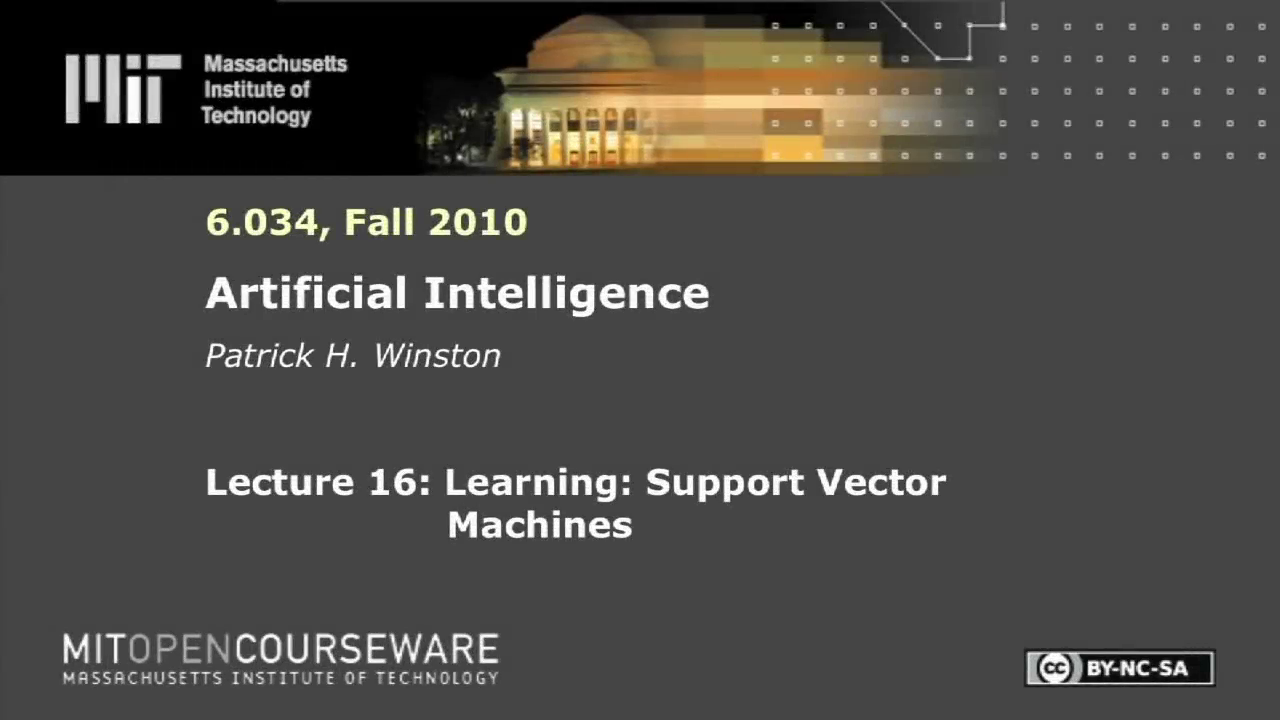 MIT
Massachusetts
Institute of
Technology
6.034, Fall 2010
Artificial Intelligence
Patrick H. Winston
Lecture 16: Learning: Support Vector
Machines
MITOPENCOURSEWARE
MASSACHUSETTS INSTITUTE OF TECHNOLOGY
cc BY-NC-SA